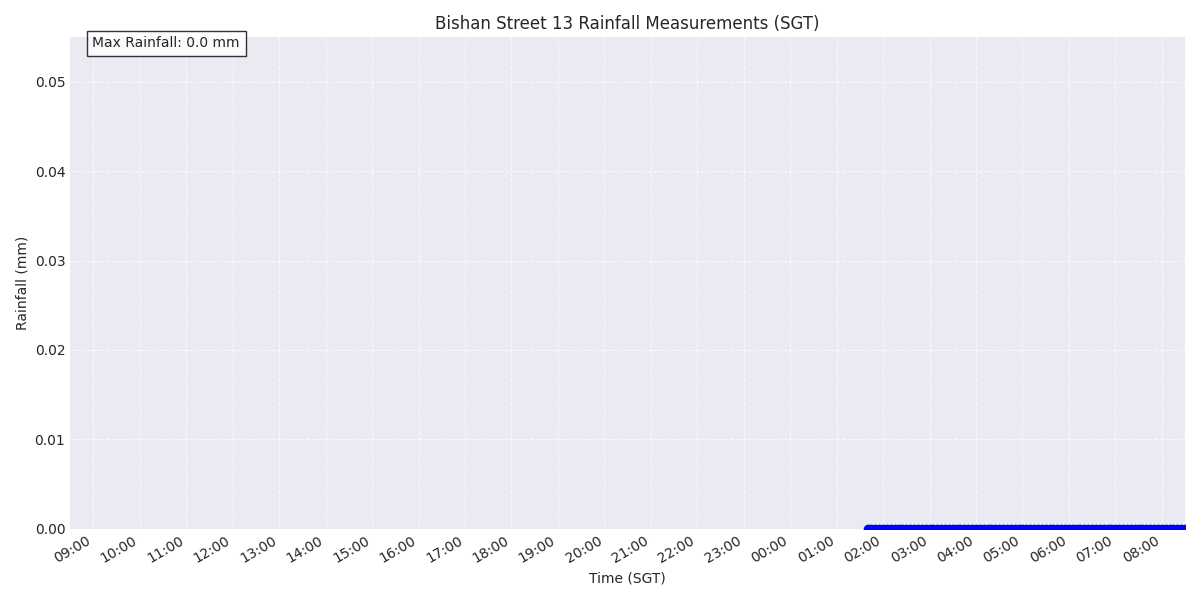 Bishan Street 13 Rainfall Measurements (SGT)
Max Rainfall: 0.0 mm
0.05
0.04
0.03
0.02
0.01
0.00
Rainfall (mm)
09:00 10:00 11:00 12:00 13:00 14:00 15:00 16:00 17:00 18:00 19:00 20:00 21:00 22:00 23:00 00:00 01:00 02:00 03:00 04:00 05:00 06:00 07:00 08:00
Time (SGT)